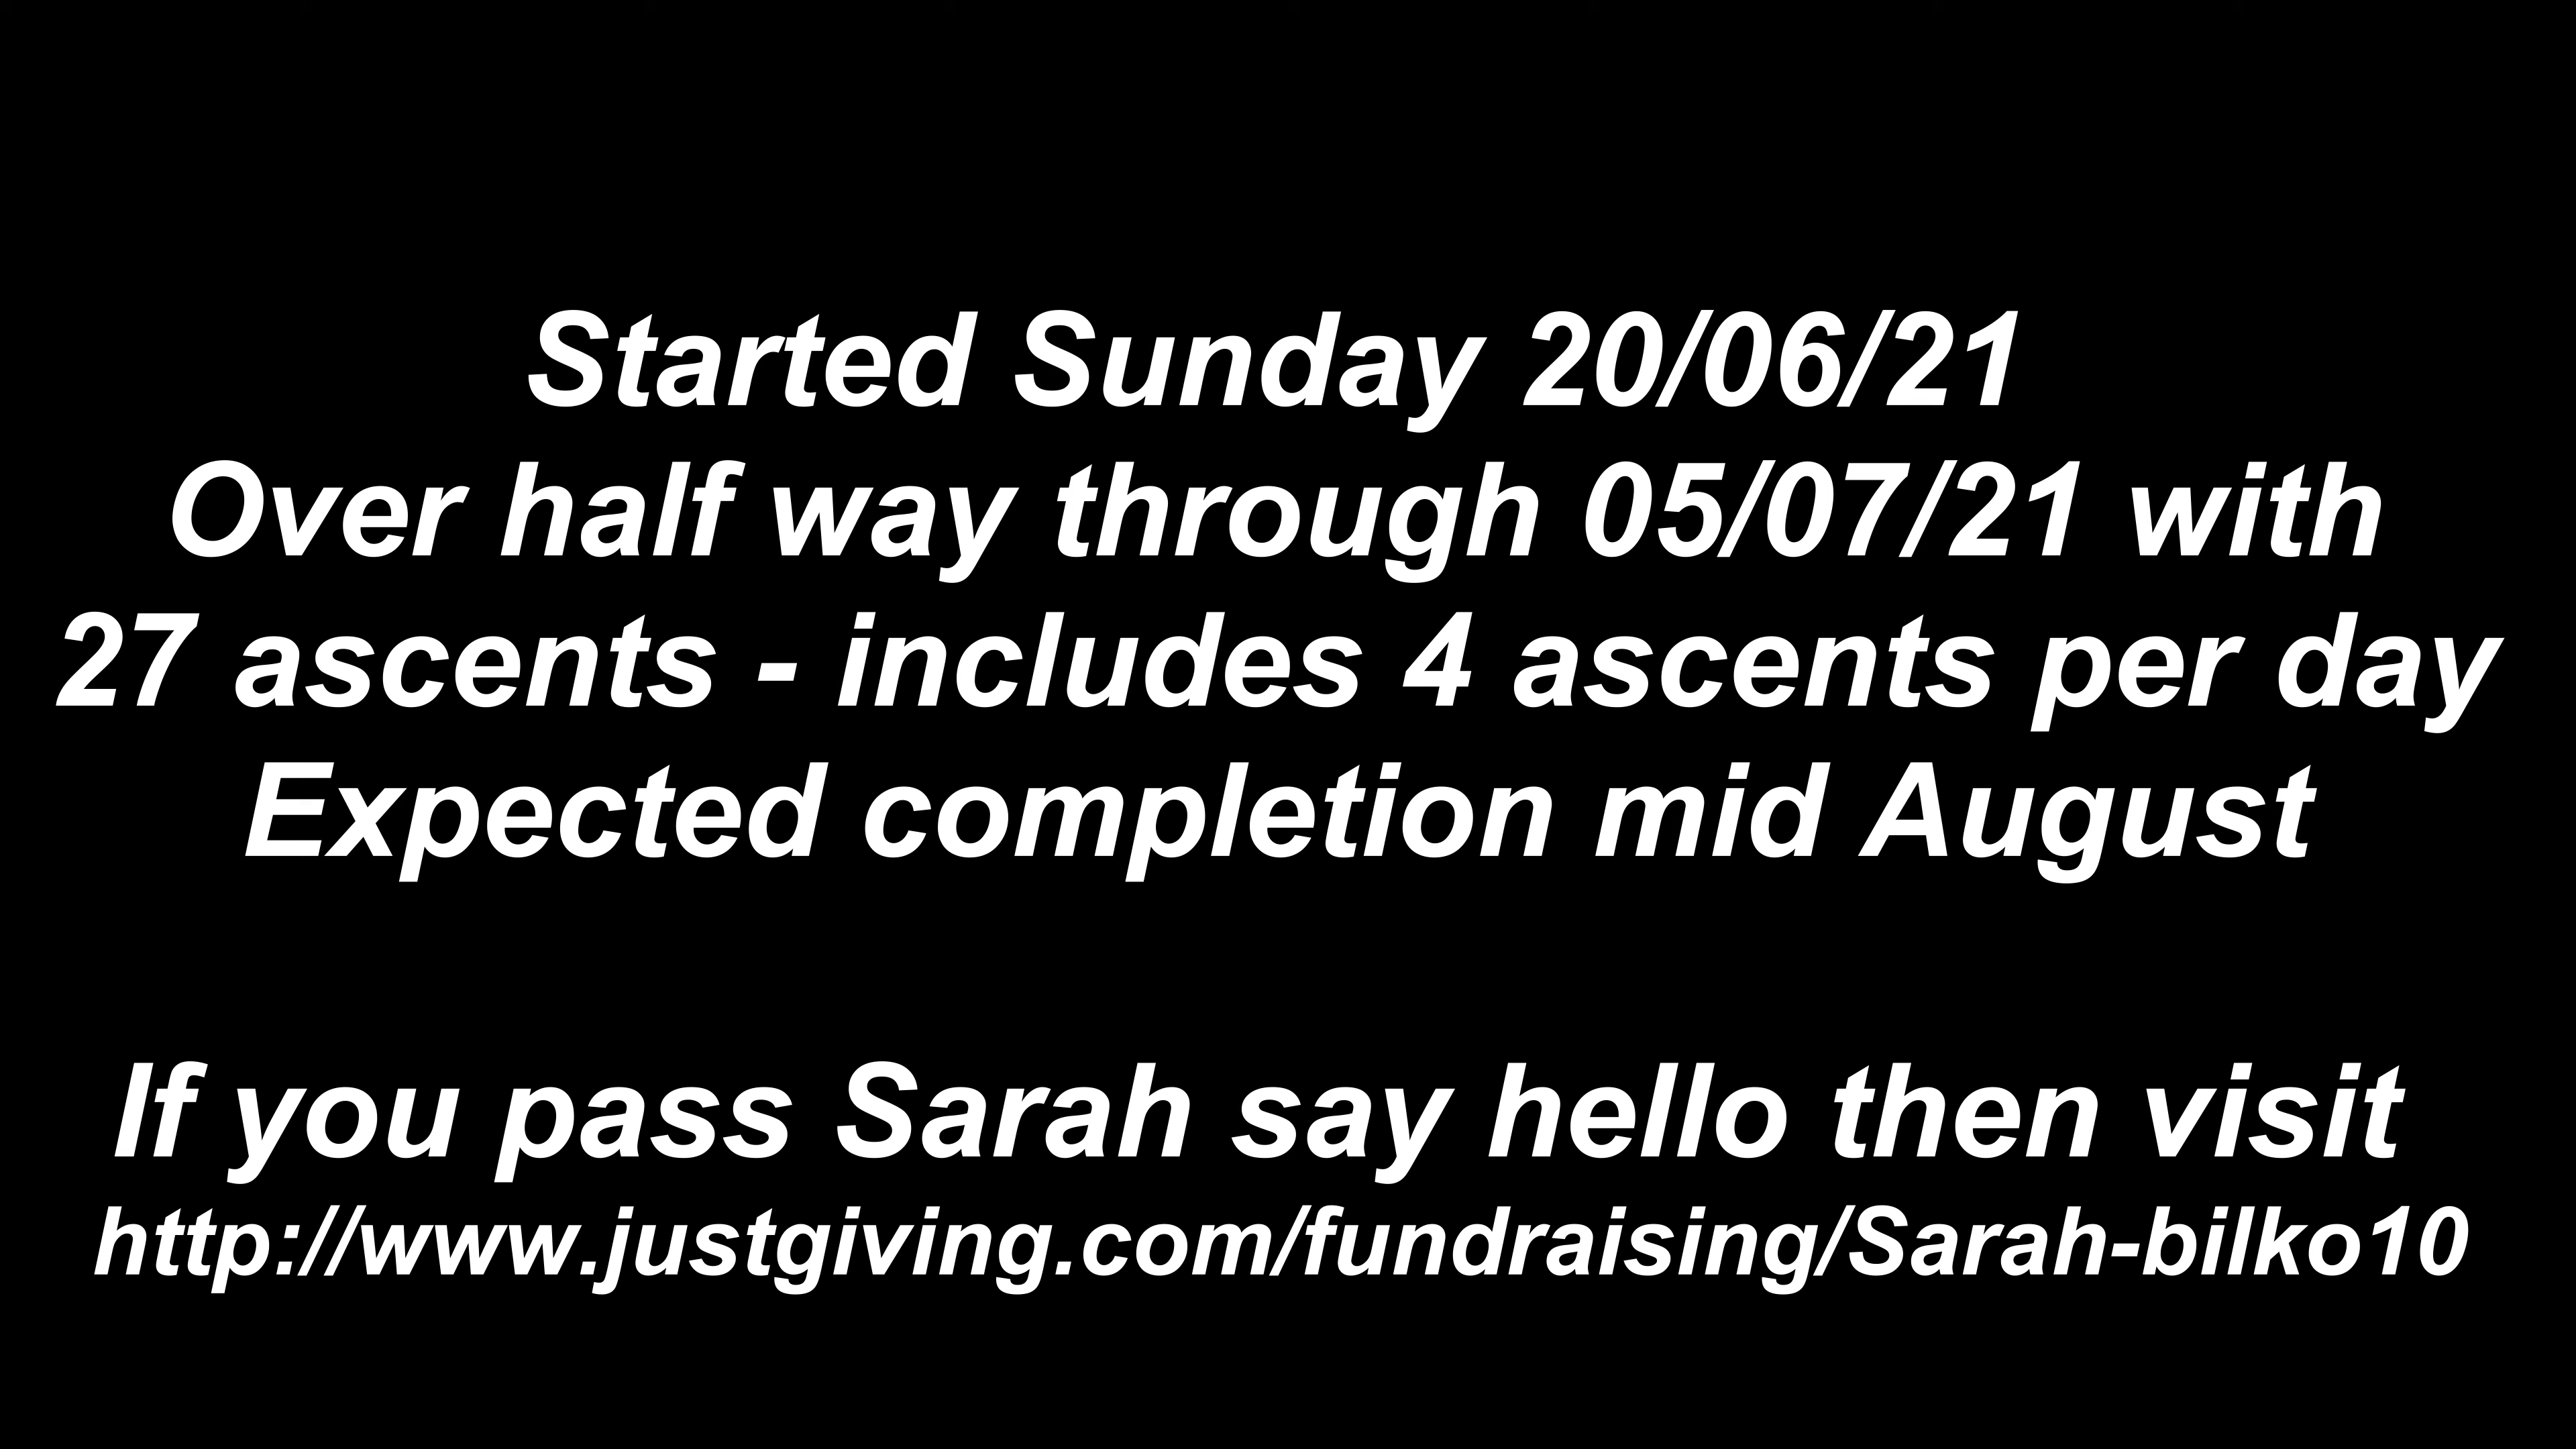 Started Sunday 20/06/21
Over half way through 05/07/21 with
27 ascents - includes 4 ascents per day
Expected completion mid August
If you pass Sarah say hello then visit
http://www.justgiving.com/fundraising/Sarah-bilko10